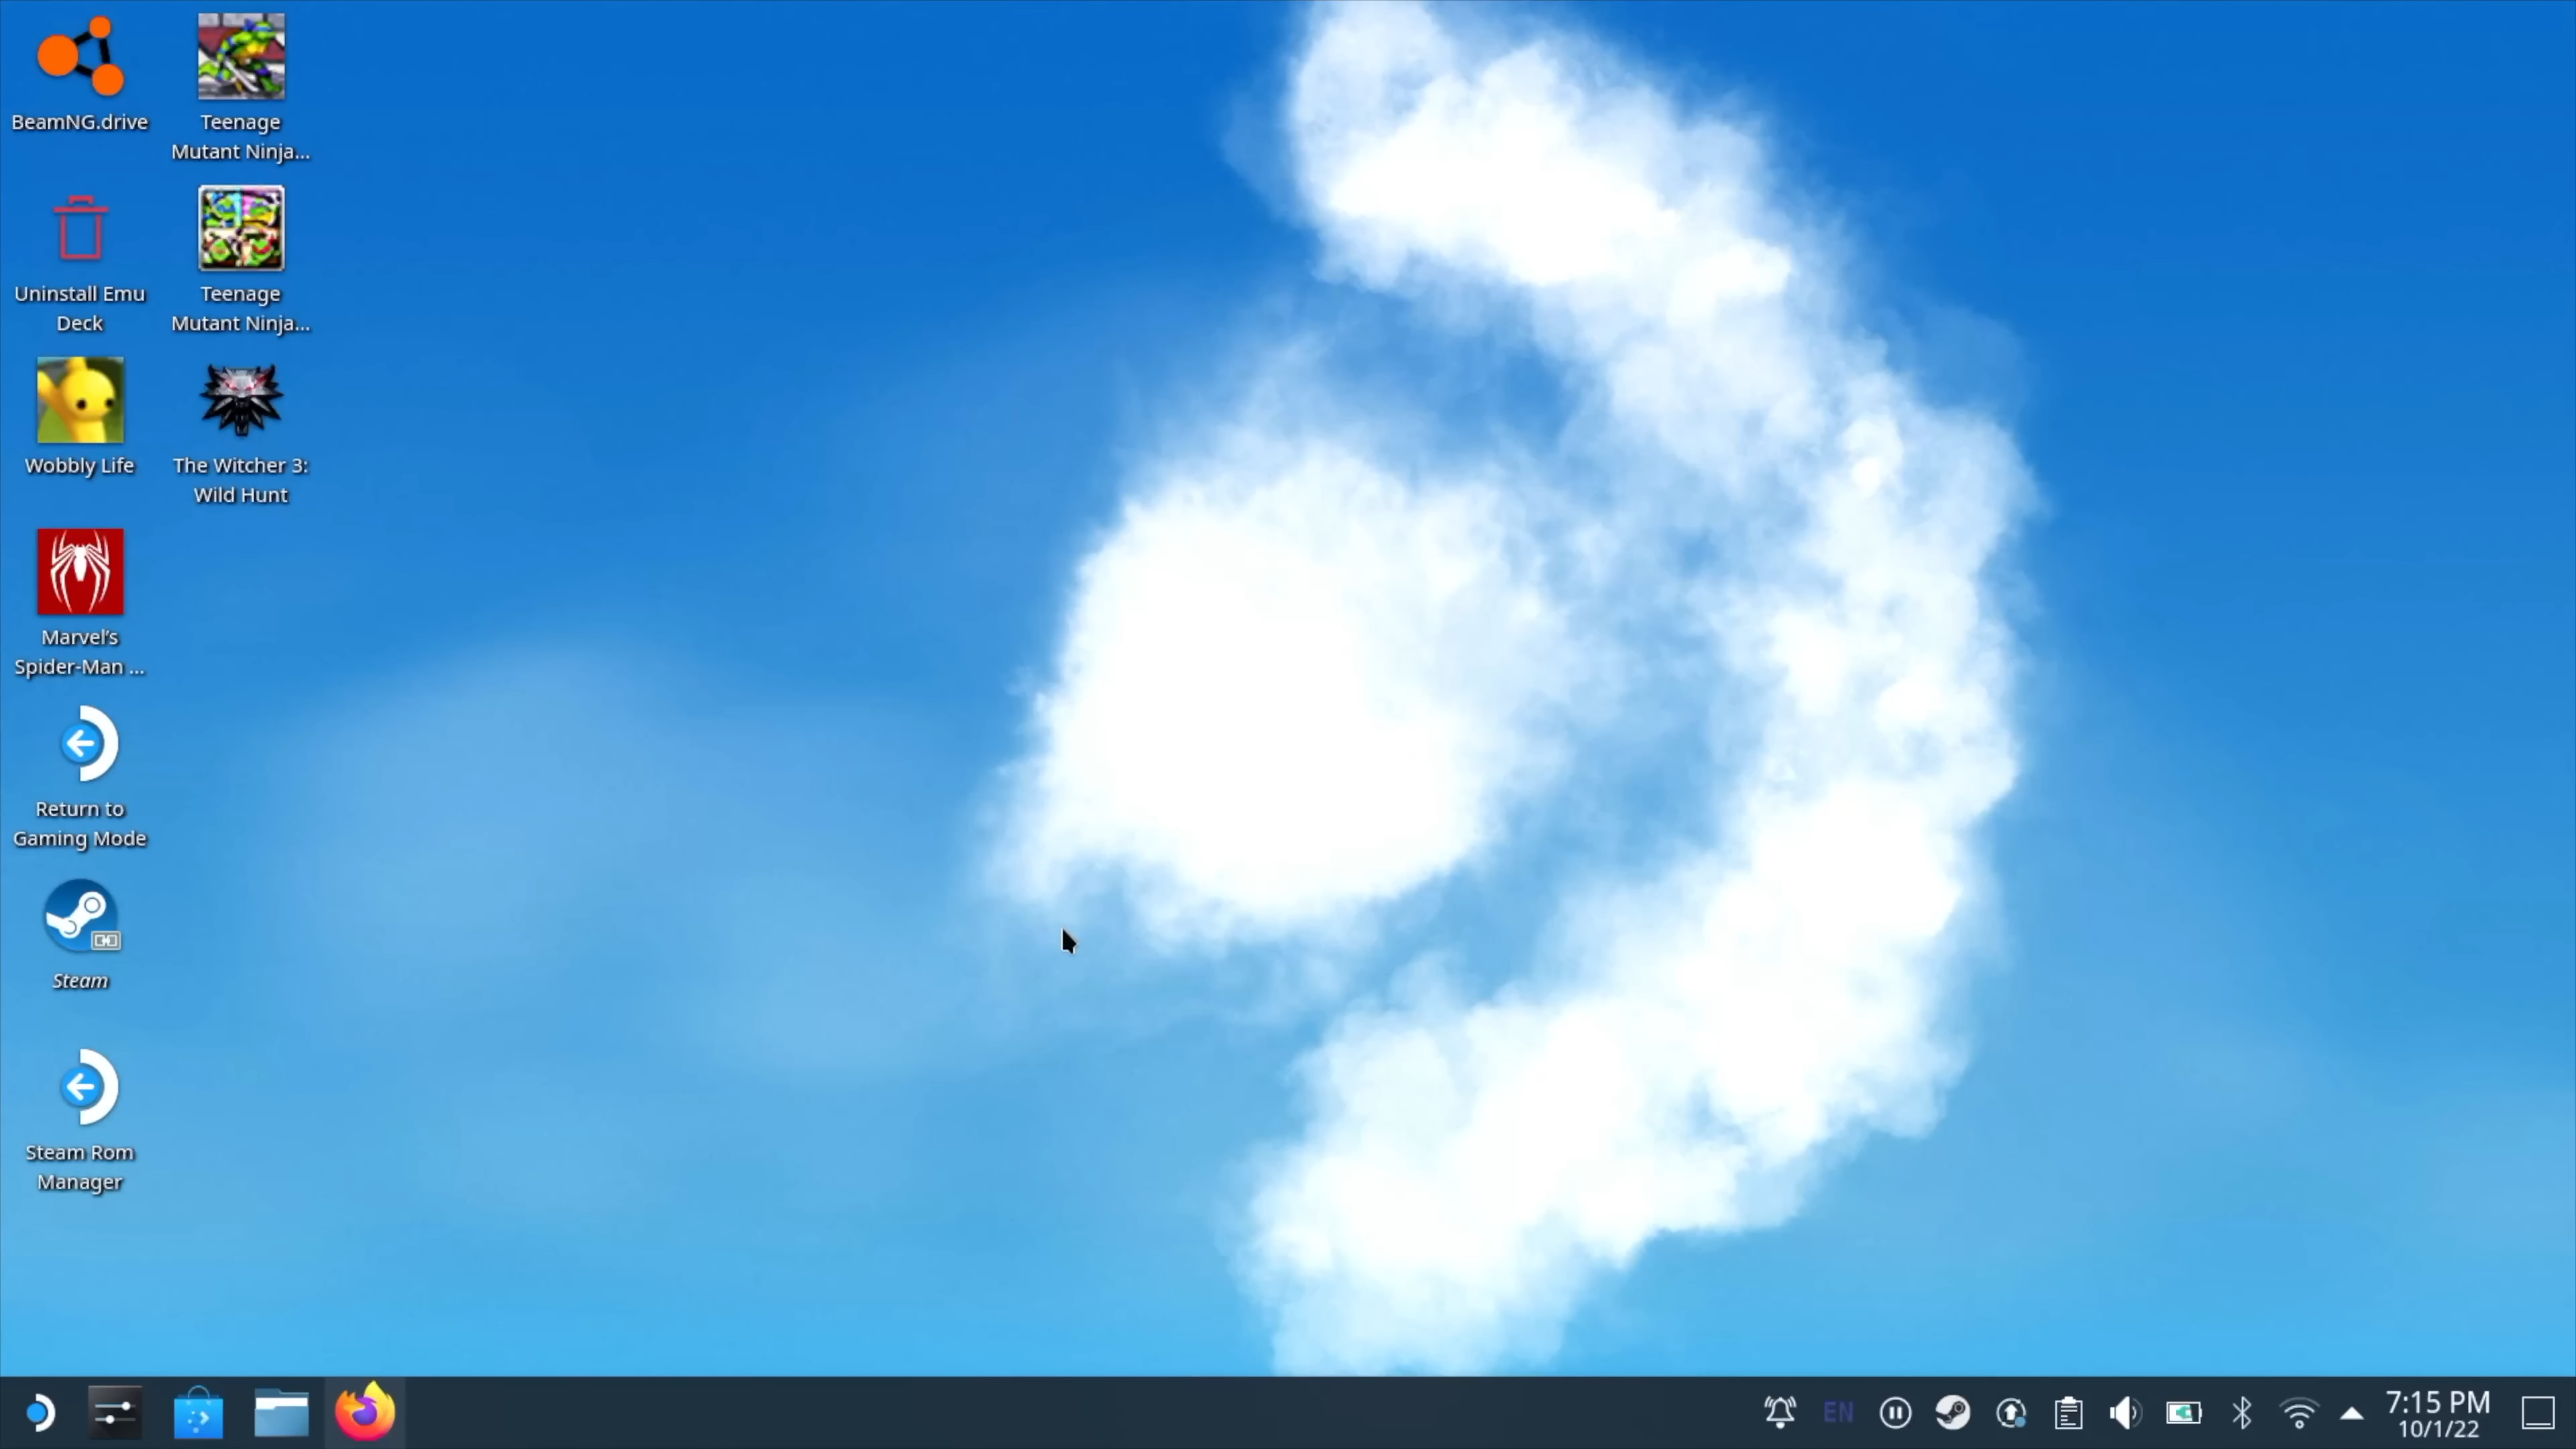 BeamNG.drive
Teenage
Mutant Ninja...
Uninstall Emu
Deck
Teenage
Mutant Ninja...
Wobbly Life
The Witcher 3:
Wild Hunt
Marvel’s
Spider-Man ...
Return to
Gaming Mode
Steam
Steam Rom
Manager
EN
7:15 PM
10/1/22